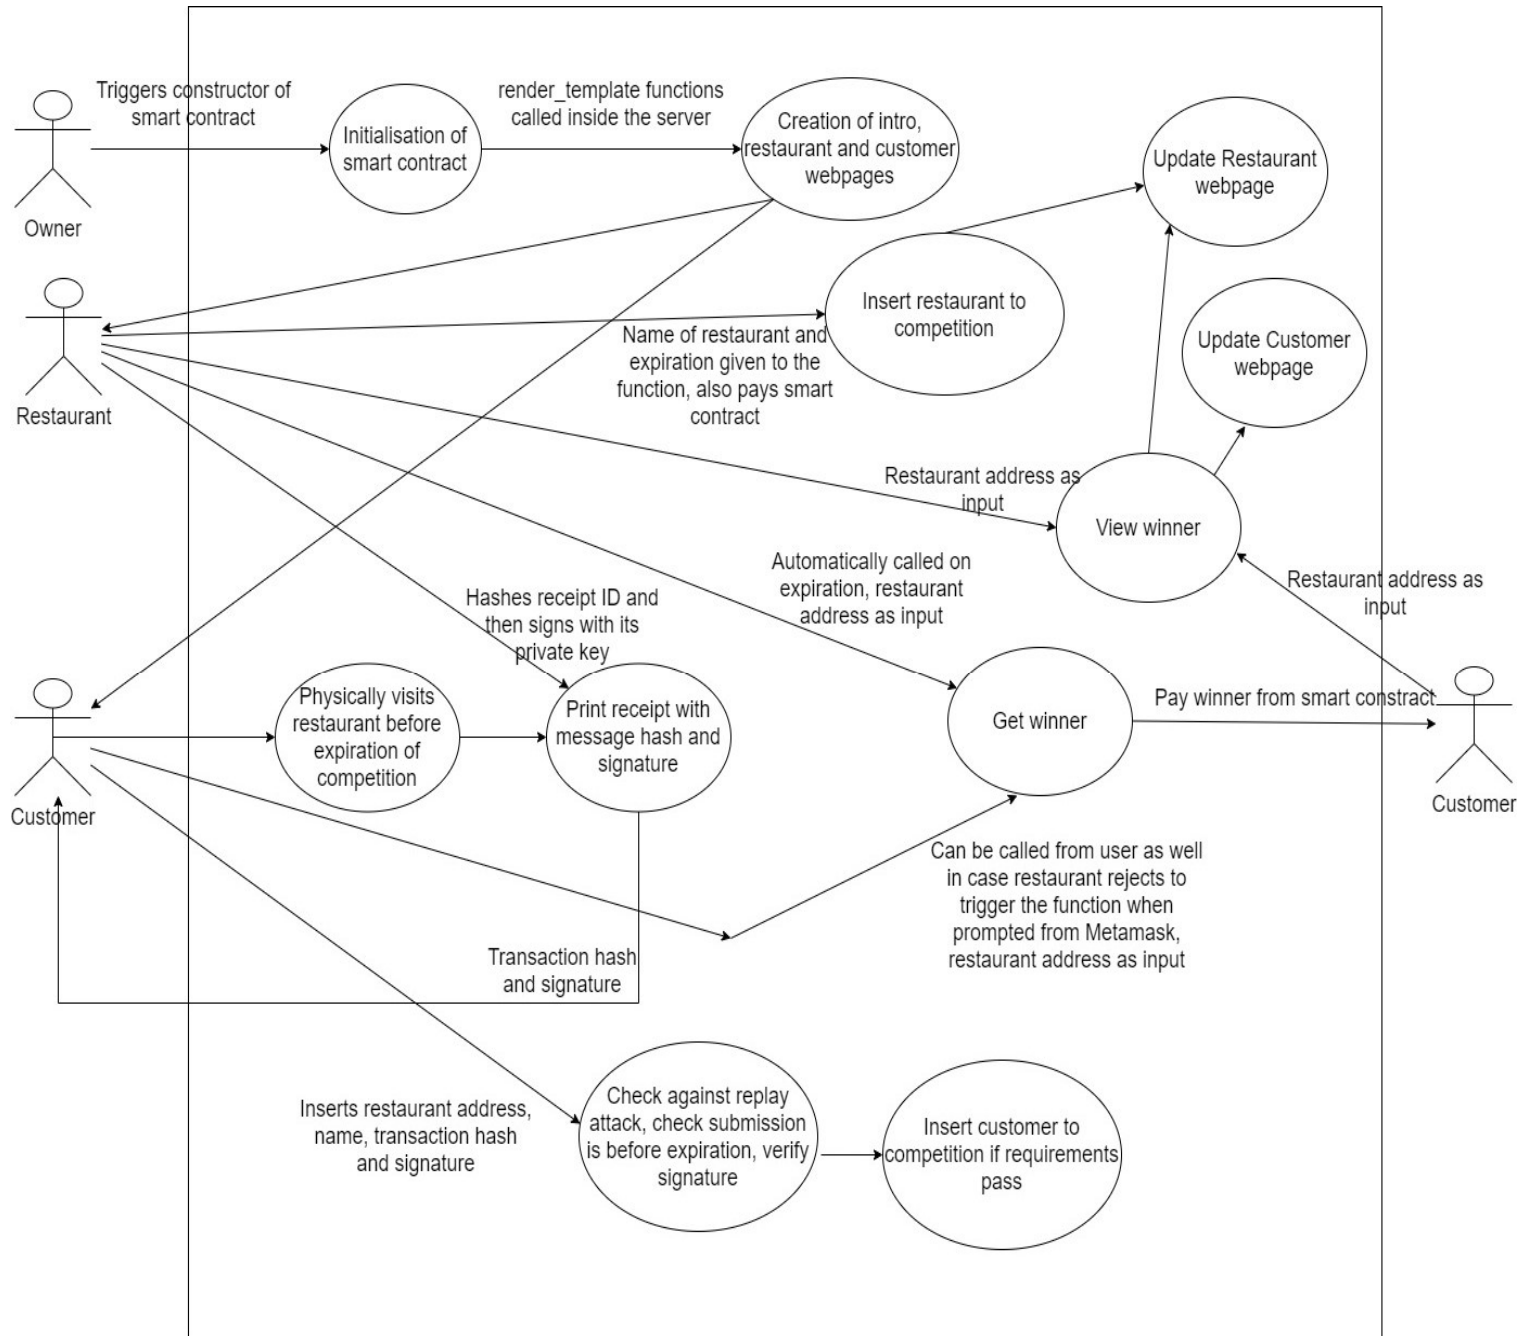 Triggers constructor of
smart contract
render_template functions
called inside the server
Initialisation of
smart contract
Creation of intro,
restaurant and customer
webpages
Update Restaurant
webpage
Owner
Insert restaurant to
competition
Name of restaurant and
expiration given to the
function, also pays smart
contract
Update Customer
webpage
Restaurant
Restaurant address as
input
View winner
Automatically called on
expiration, restaurant
address as input
Restaurant address as
input
Hashes receipt ID and
then signs with its
private key
Physically visits
restaurant before
expiration of
competition
Print receipt with
message hash and
signature
Get winner
Pay winner from smart constract
Customer
Customer
Can be called from user as well
in case restaurant rejects to
trigger the function when
prompted from Metamask,
restaurant address as input
Transaction hash
and signature
Inserts restaurant address,
name, transaction hash
and signature
Check against replay
attack, check submission
is before expiration, verify
signature
Insert customer to
competition if requirements
pass